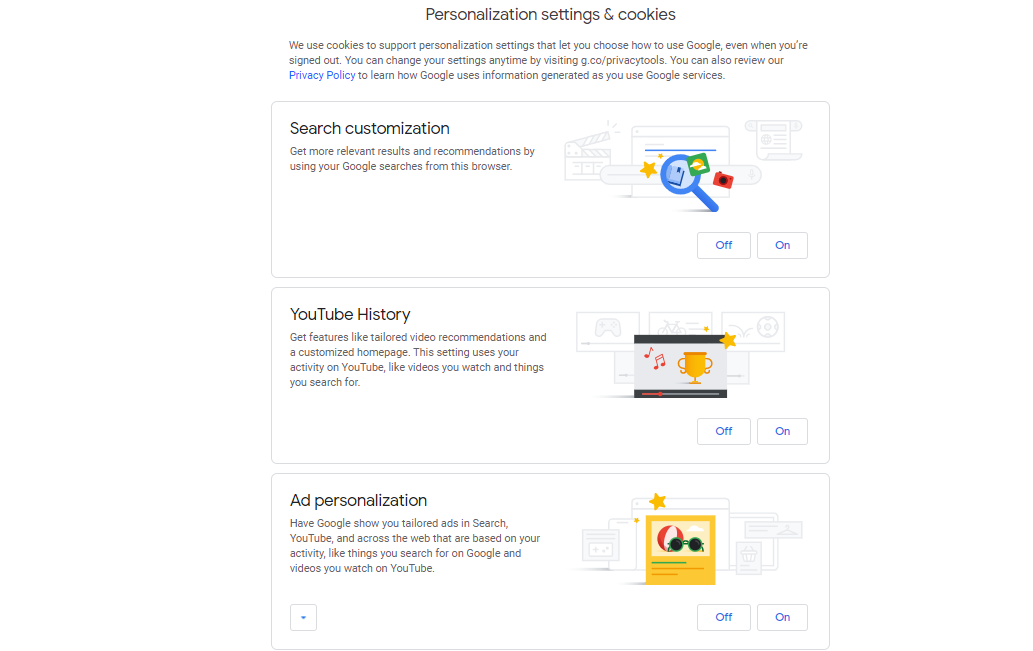 Personalization settings & cookies
We use cookies to support personalization settings that let you choose how to use Google, even when you're
signed out. You can change your settings anytime by visiting g.co/privacytools. You can also review our
Privacy Policy to learn how Google uses information generated as you use Google services.
Search customization
Get more relevant results and recommendations by
using your Google searches from this browser.
Off On
YouTube History
Get features like tailored video recommendations and
a customized homepage. This setting uses your
activity on YouTube, like videos you watch and things
you search for.
Off On
Ad personalization
Have Google show you tailored ads in Search,
YouTube, and across the web that are based on your
activity, like things you search for on Google and
videos you watch on YouTube.
Off On